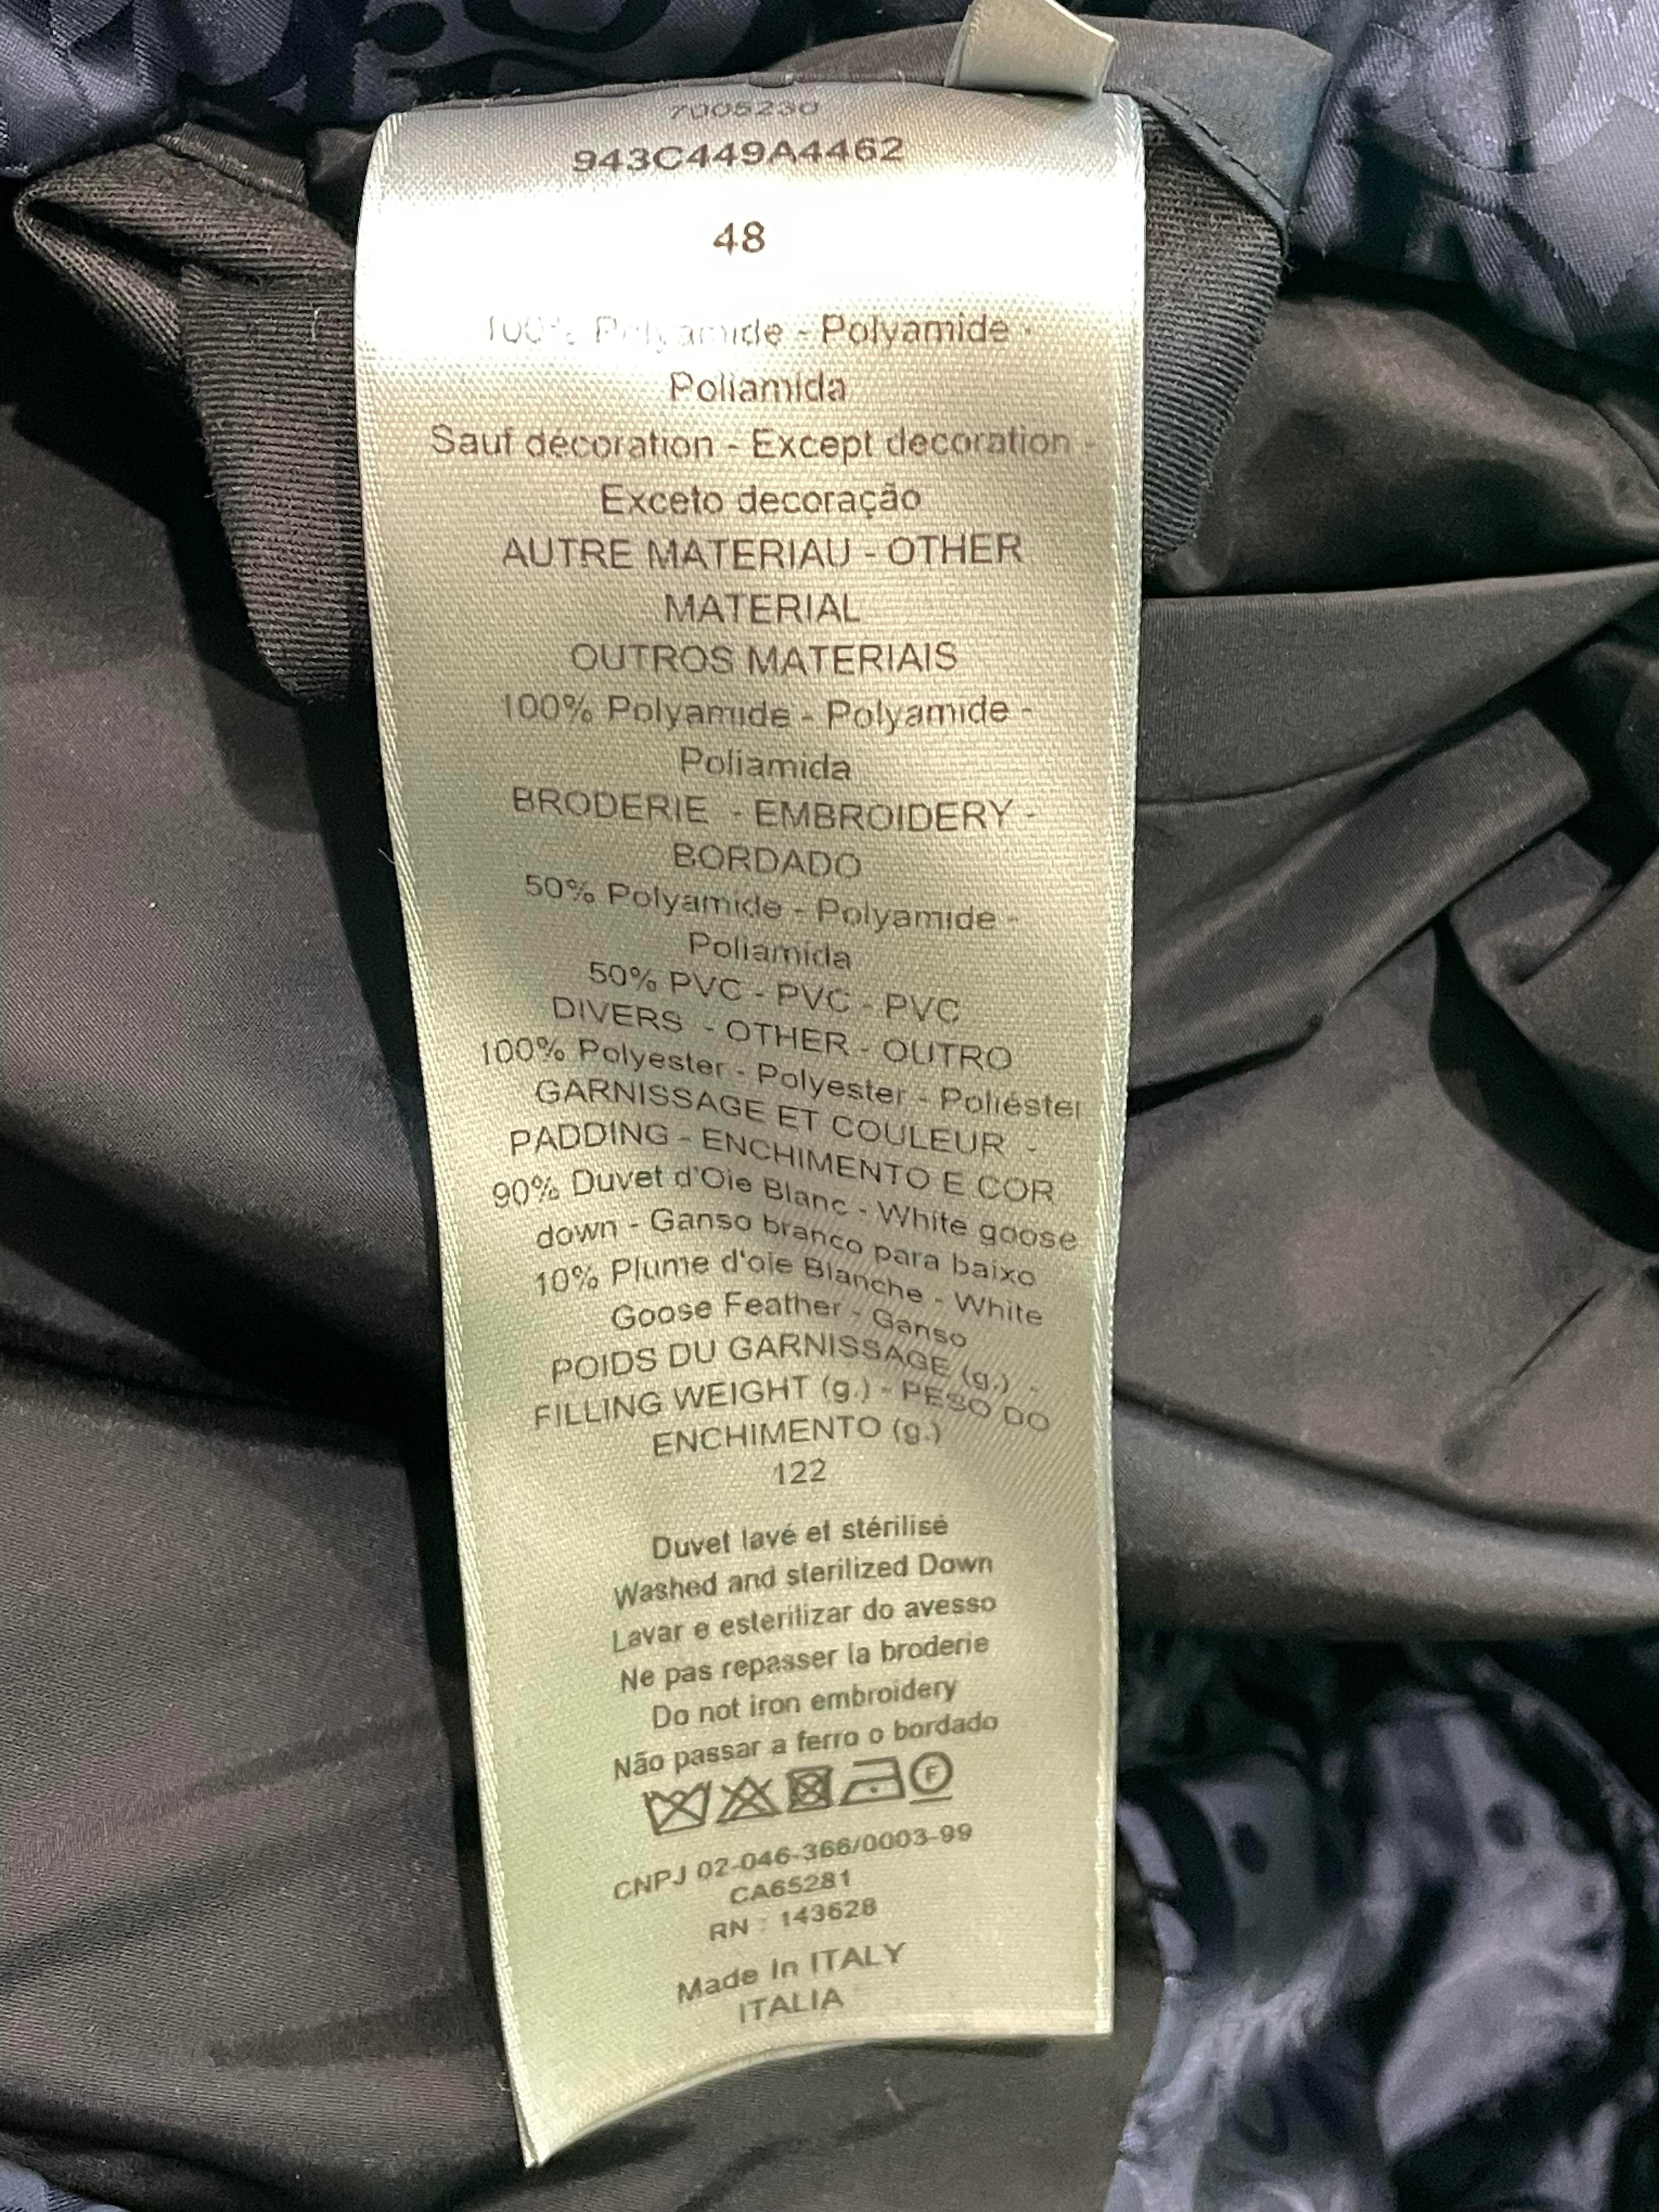 7005230
943C449A4462
48
100% Polyamide - Polyamide -
Poliamida
Sauf décoration - Except decoration -
Exceto decoração
AUTRE MATERIAU - OTHER
MATERIAL
OUTROS MATERIAIS
100% Polyamide - Polyamide -
Poliamida
BRODERIE - EMBROIDERY -
BORDADO
50% Polyamide - Polyamide -
Poliamida
50% PVC - PVC - PVC
DIVERS - OTHER - OUTRO
100% Polyester - Polyester - Poliéster
GARNISSAGE ET COULEUR -
PADDING - ENCHIMENTO E COR
90% Duvet d'Oie Blanc - White goose
down - Ganso branco para baixo
10% Plume d'oie Blanche - White
Goose Feather - Ganso
POIDS DU GARNISSAGE (g.) -
FILLING WEIGHT (g.) - PESO DO
ENCHIMENTO (g.)
122
Duvet lavé et stérilisé
Washed and sterilized Down
Lavar e esterilizar do avesso
Ne pas repasser la broderie
Do not iron embroidery
Não passar a ferro o bordado
F
CNPJ 02-046-366/0003-99
CA65281
RN : 143628
Made In ITALY
ITALIA